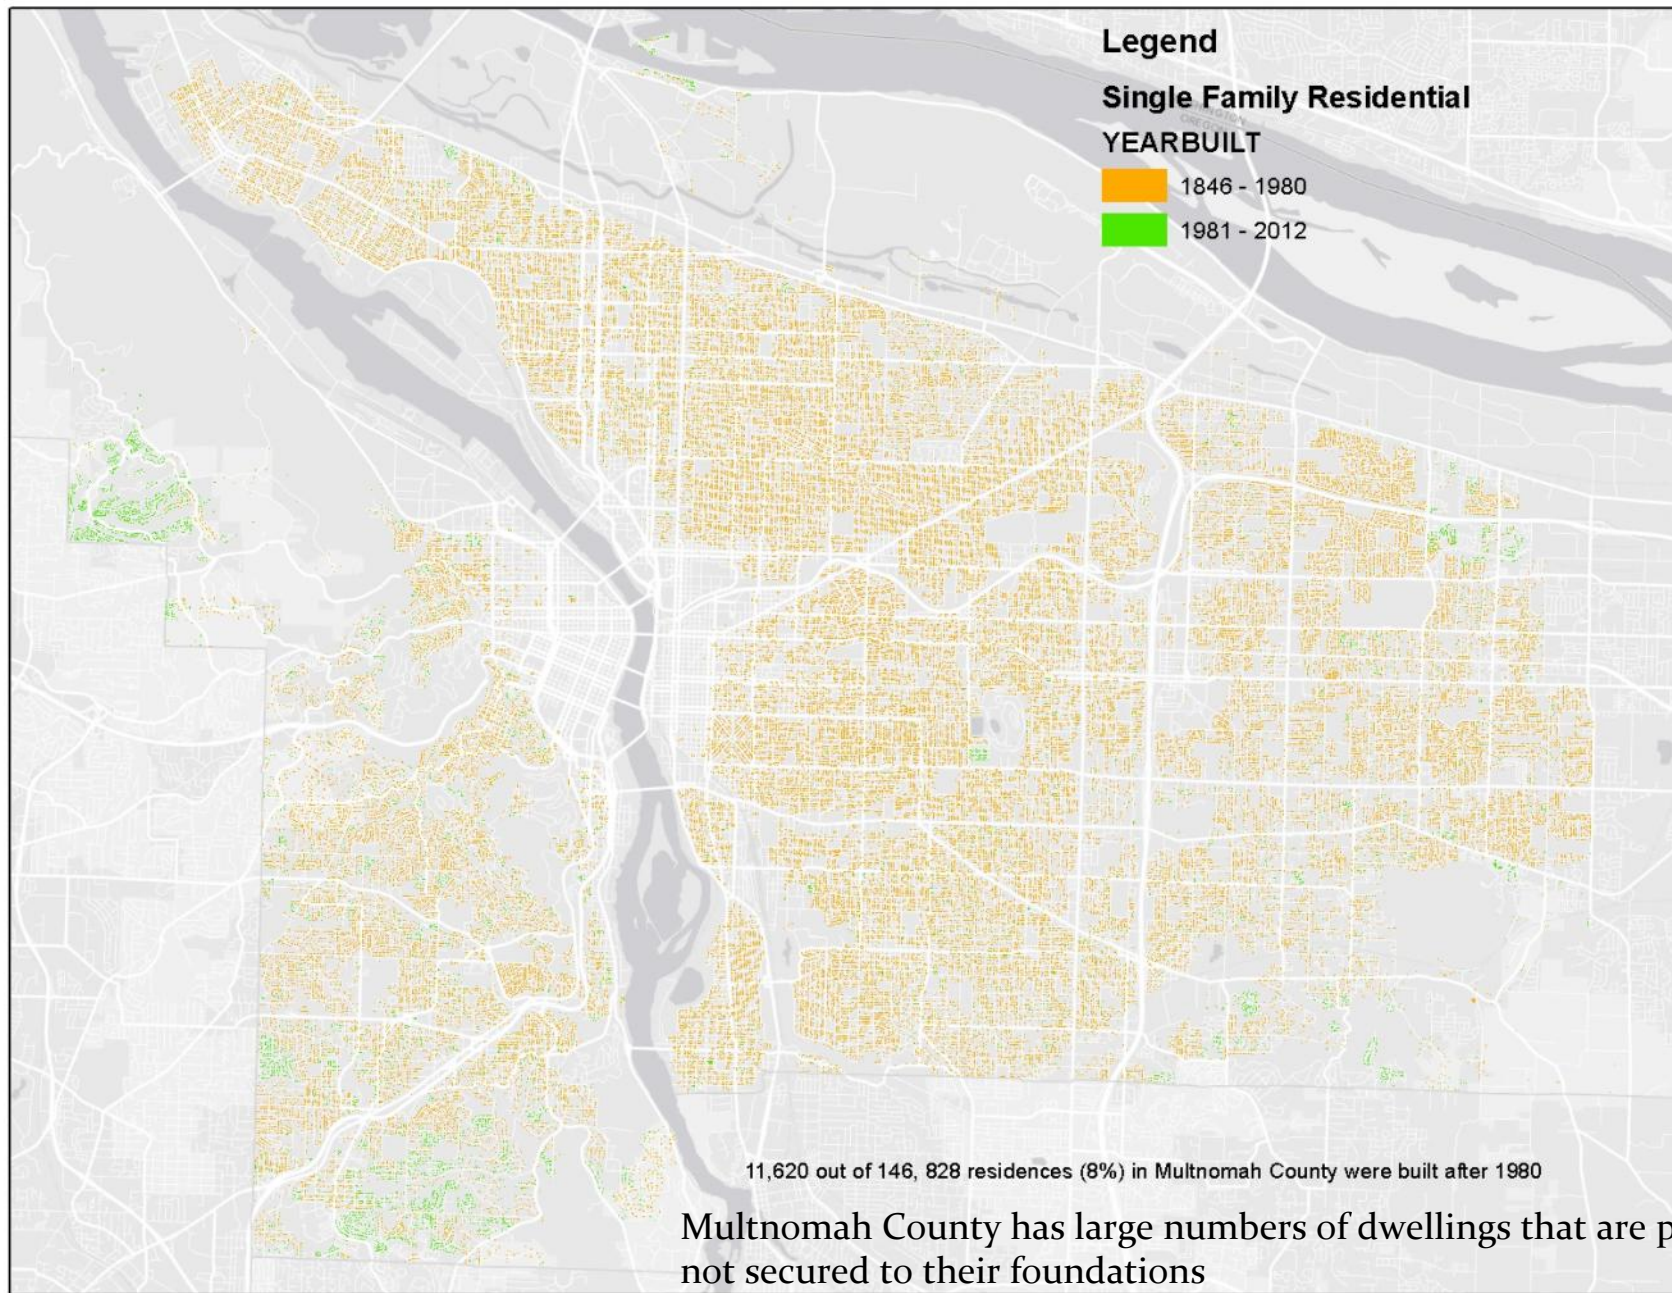 Legend
Single Family Residential
OREGON
YEARBUILT
1846 - 1980
1981 - 2012
11,620 out of 146, 828 residences (8%) in Multnomah County were built after 1980
Multnomah County has large numbers of dwellings that are p
not secured to their foundations